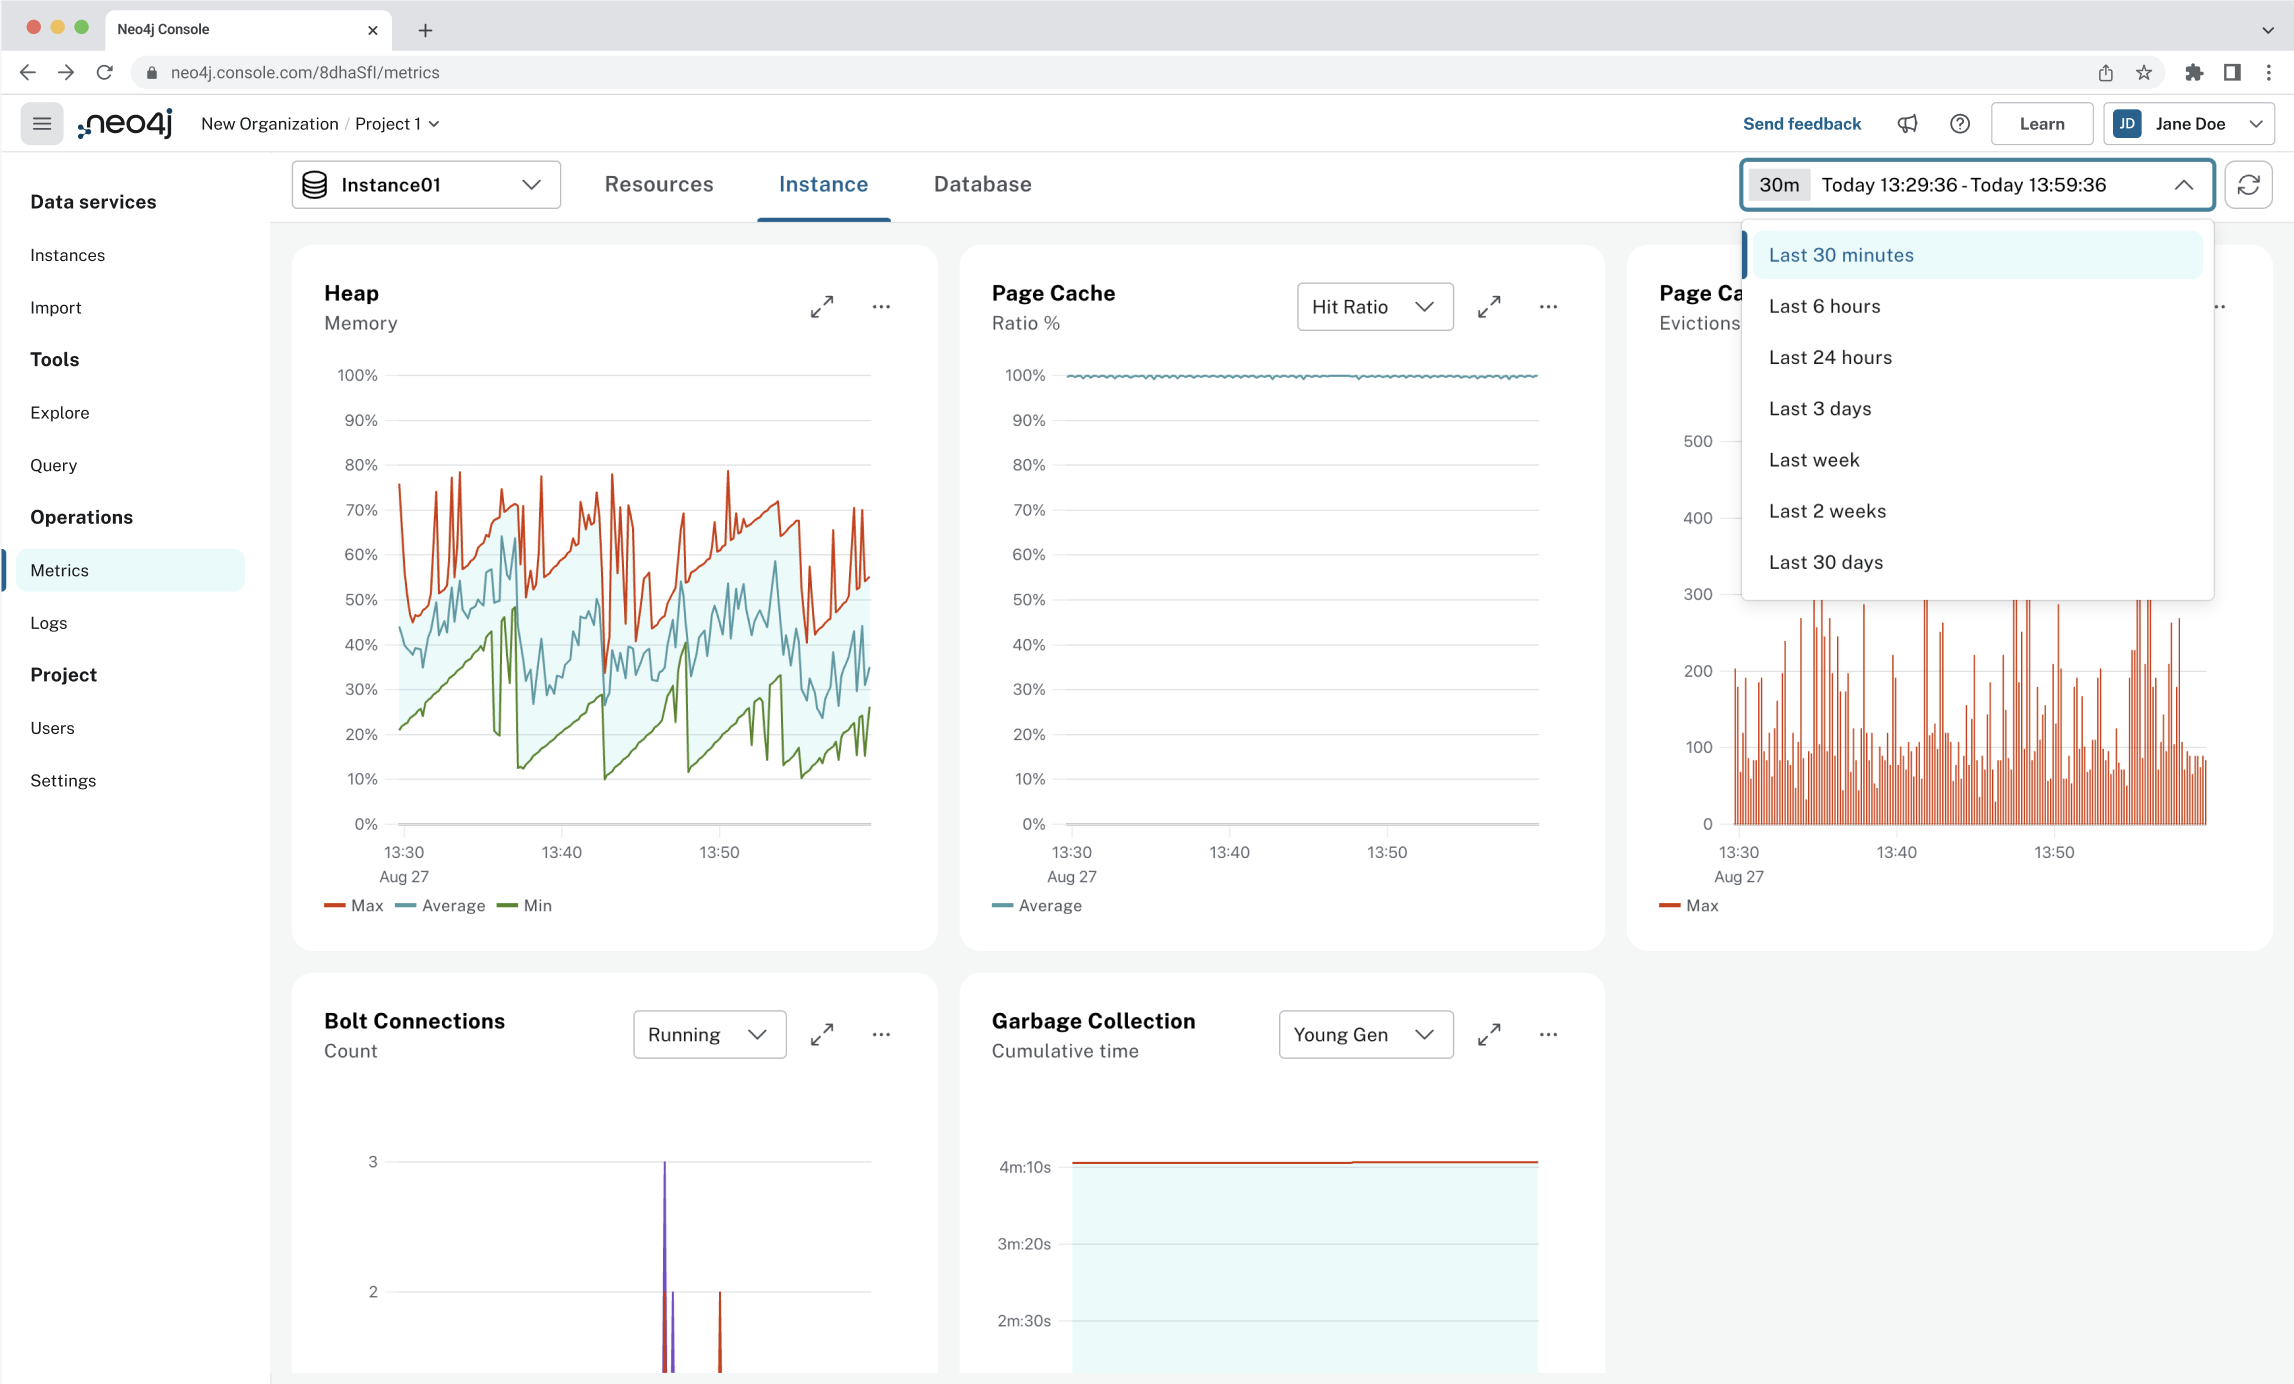 Neo4j Console
neo4j.console.com/8dhaSfI/metrics
neo4j
New Organization / Project 1
Send feedback
Learn
JD Jane Doe
Data services
Instances
Import
Tools
Explore
Query
Operations
Metrics
Logs
Project
Users
Settings
Instance01
Resources
Instance
Database
30m Today 13:29:36 - Today 13:59:36
Last 30 minutes
Last 6 hours
Last 24 hours
Last 3 days
Last week
Last 2 weeks
Last 30 days
Heap
Memory
100%
90%
80%
70%
60%
50%
40%
30%
20%
10%
0%
13:30 13:40 13:50
Aug 27
Max Average Min
Page Cache
Ratio %
Hit Ratio
100%
90%
80%
70%
60%
50%
40%
30%
20%
10%
0%
13:30 13:40 13:50
Aug 27
Average
Page Ca
Evictions
500
400
300
200
100
0
13:30 13:40 13:50
Aug 27
Max
Bolt Connections
Count
Running
3
2
Garbage Collection
Cumulative time
Young Gen
4m:10s
3m:20s
2m:30s